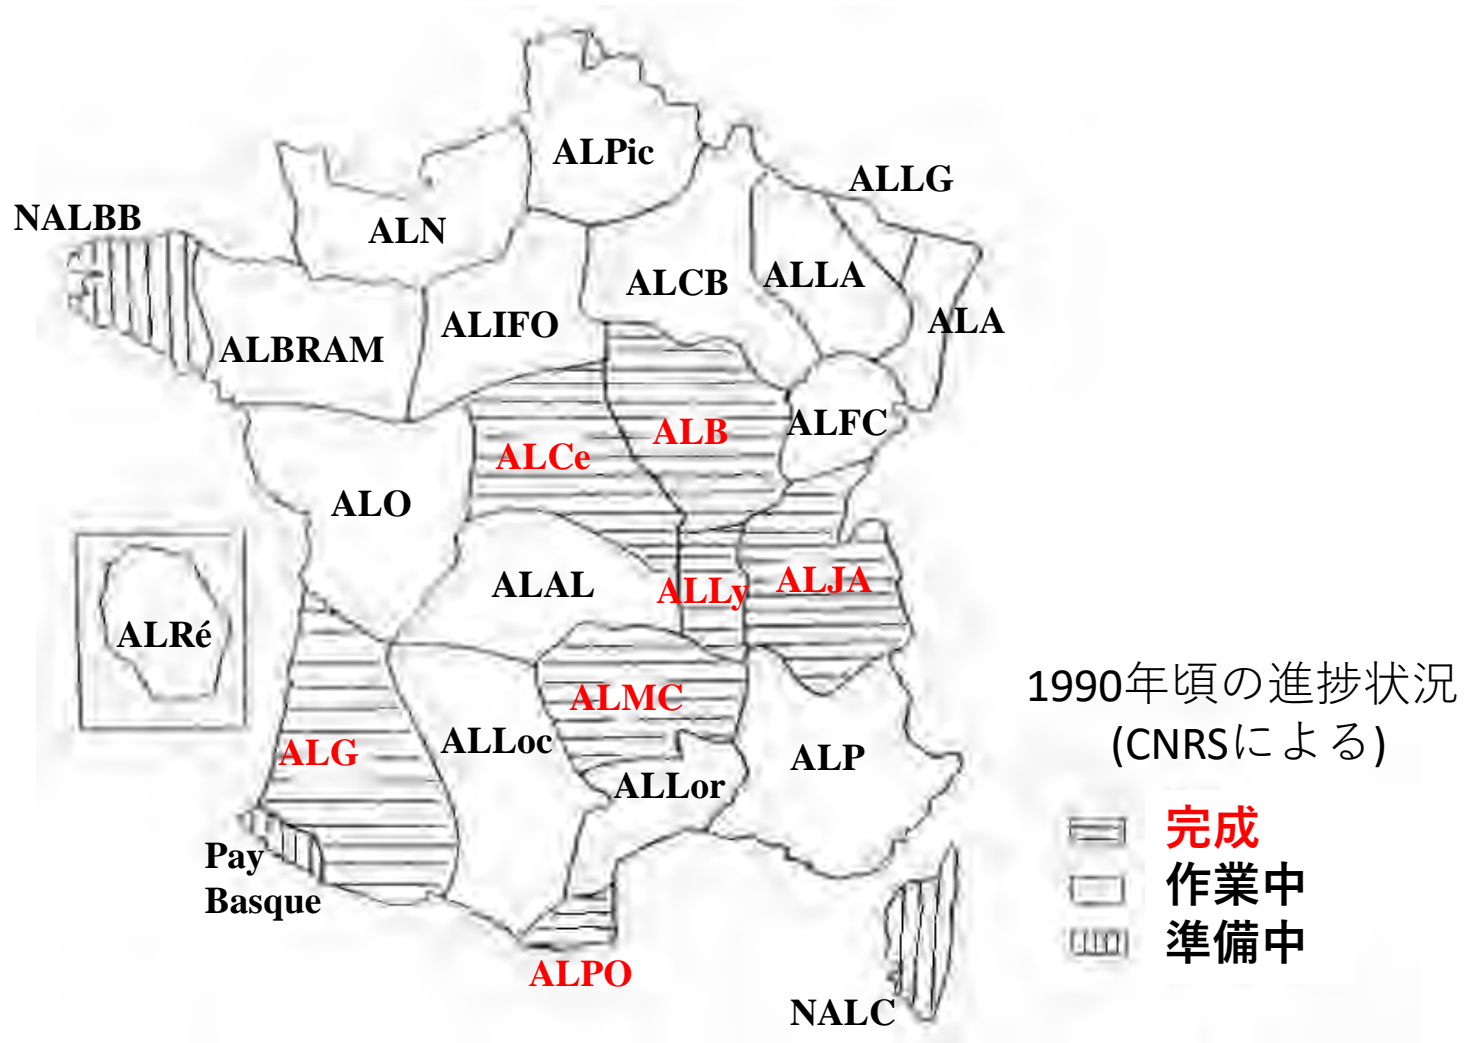 ALPic
ALLG
NALBB
ALN
ALCB
ALLA
ALIFO
ALA
ALBRAM
ALB
ALFC
ALCe
ALO
ALAL
ALLy
ALJA
ALRé
ALMC
ALG
ALLoc
ALP
ALLor
Pay
Basque
ALPO
NALC
1990年頃の進捗状況
(CNRSによる)
完成
作業中
準備中